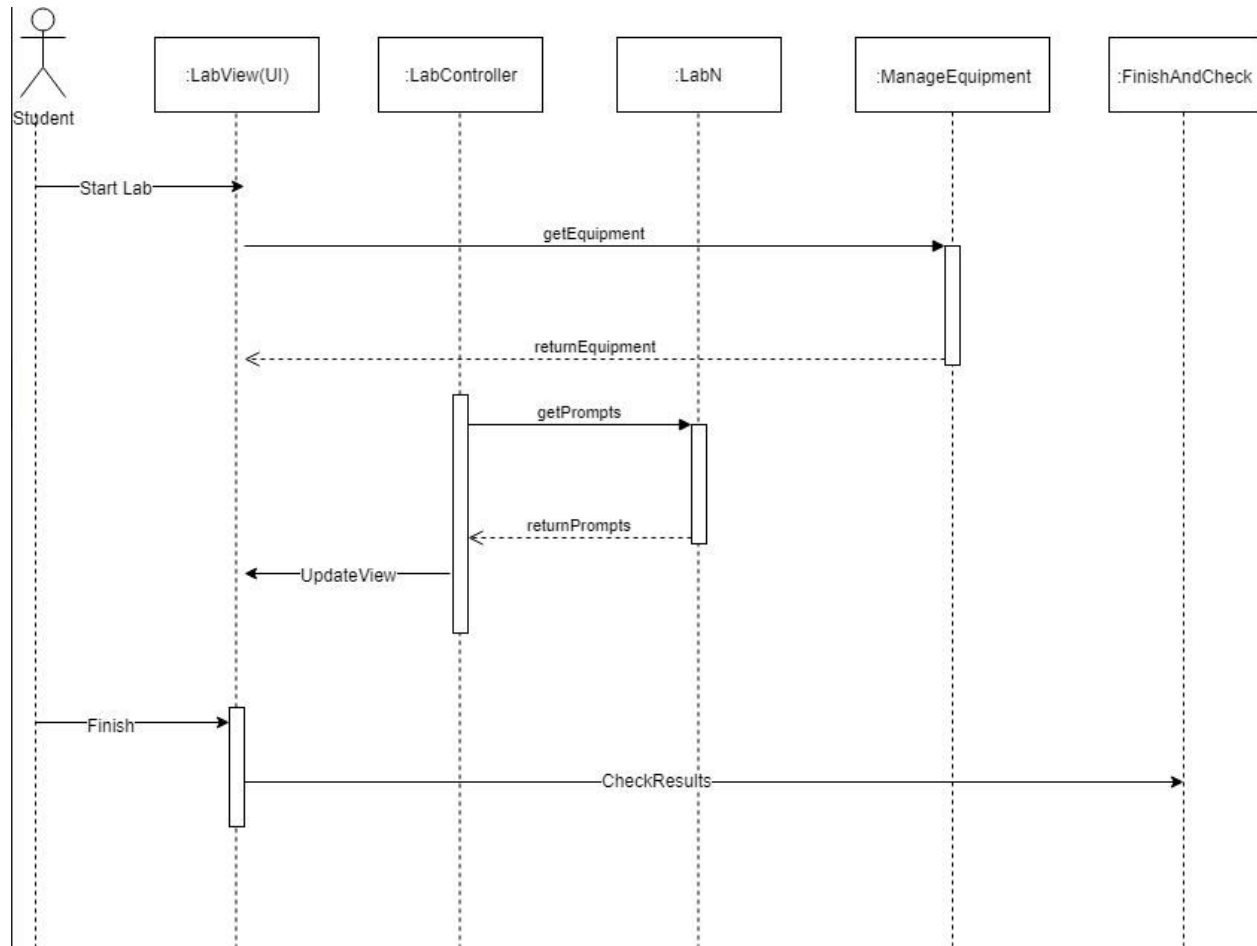 :LabView(UI)
:LabController
:LabN
:ManageEquipment
:FinishAndCheck
Student
Start Lab
getEquipment
returnEquipment
getPrompts
returnPrompts
UpdateView
Finish
CheckResults